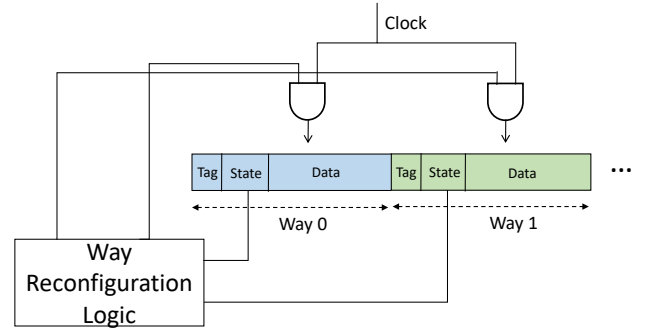 Clock
Tag State Data Tag State Data ...
Way 0 Way 1
Way
Reconfiguration
Logic